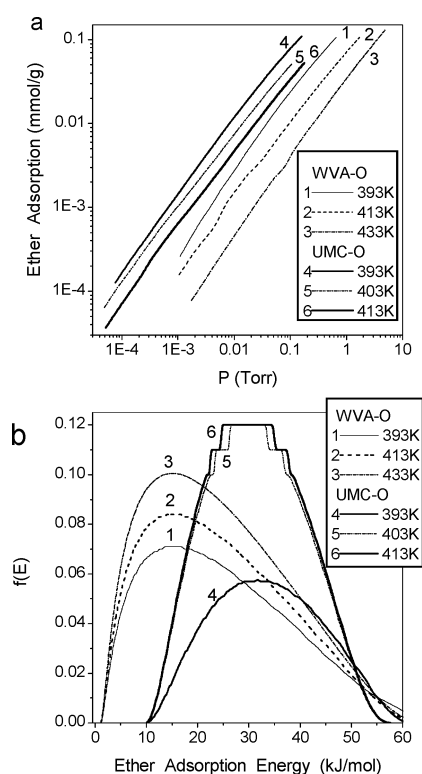 a
4
5
6
1
2
3
0.1
0.01
1E-3
1E-4
Ether Adsorption (mmol/g)
WVA-O
1 393K
2 413K
3 433K
UMC-O
4 393K
5 403K
6 413K
1E-4 1E-3 0.01 0.1 1 10
P (Torr)
b
WVA-O
1 393K
2 413K
3 433K
UMC-O
4 393K
5 403K
6 413K
0.12
0.10
0.08
0.06
0.04
0.02
0.00
f(E)
6
5
3
2
1
4
0 10 20 30 40 50 60
Ether Adsorption Energy (kJ/mol)